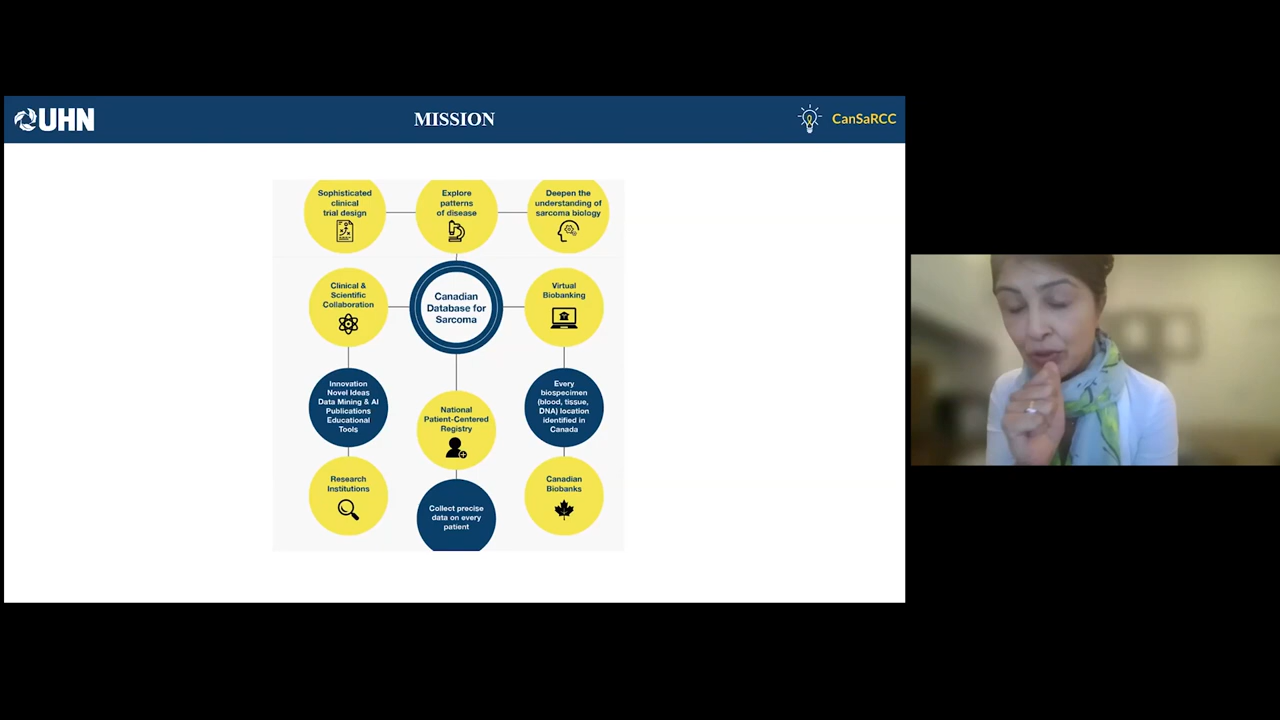 UHN
MISSION
CanSaRCC
Sophisticated
clinical
trial design
Explore
patterns
of disease
Deepen the
understanding of
sarcoma biology
Clinical &
Scientific
Collaboration
Canadian
Database for
Sarcoma
Virtual
Biobanking
Innovation
Novel Ideas
Data Mining & AI
Publications
Educational
Tools
National
Patient-Centered
Registry
Every
biospecimen
(blood, tissue,
DNA) location
identified in
Canada
Research
Institutions
Collect precise
data on every
patient
Canadian
Biobanks